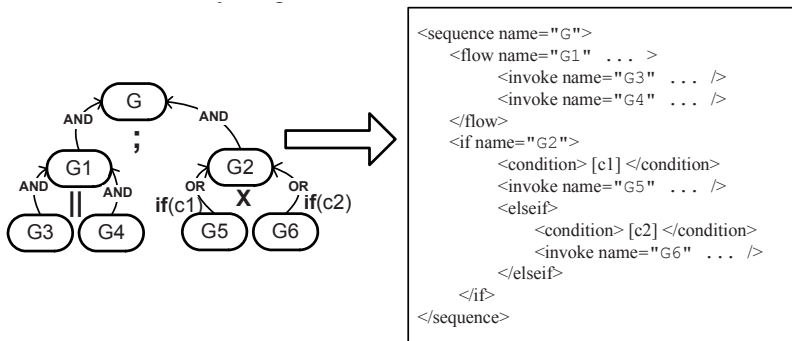 G
AND
AND
;
G1
G2
AND
AND
OR
OR
||
X
if(c1)
if(c2)
G3
G4
G5
G6
<sequence name="G">
<flow name="G1" ... >
<invoke name="G3" ... />
<invoke name="G4" ... />
</flow>
<if name="G2">
<condition> [c1] </condition>
<invoke name="G5" ... />
<elseif>
<condition> [c2] </condition>
<invoke name="G6" ... />
</elseif>
</if>
</sequence>